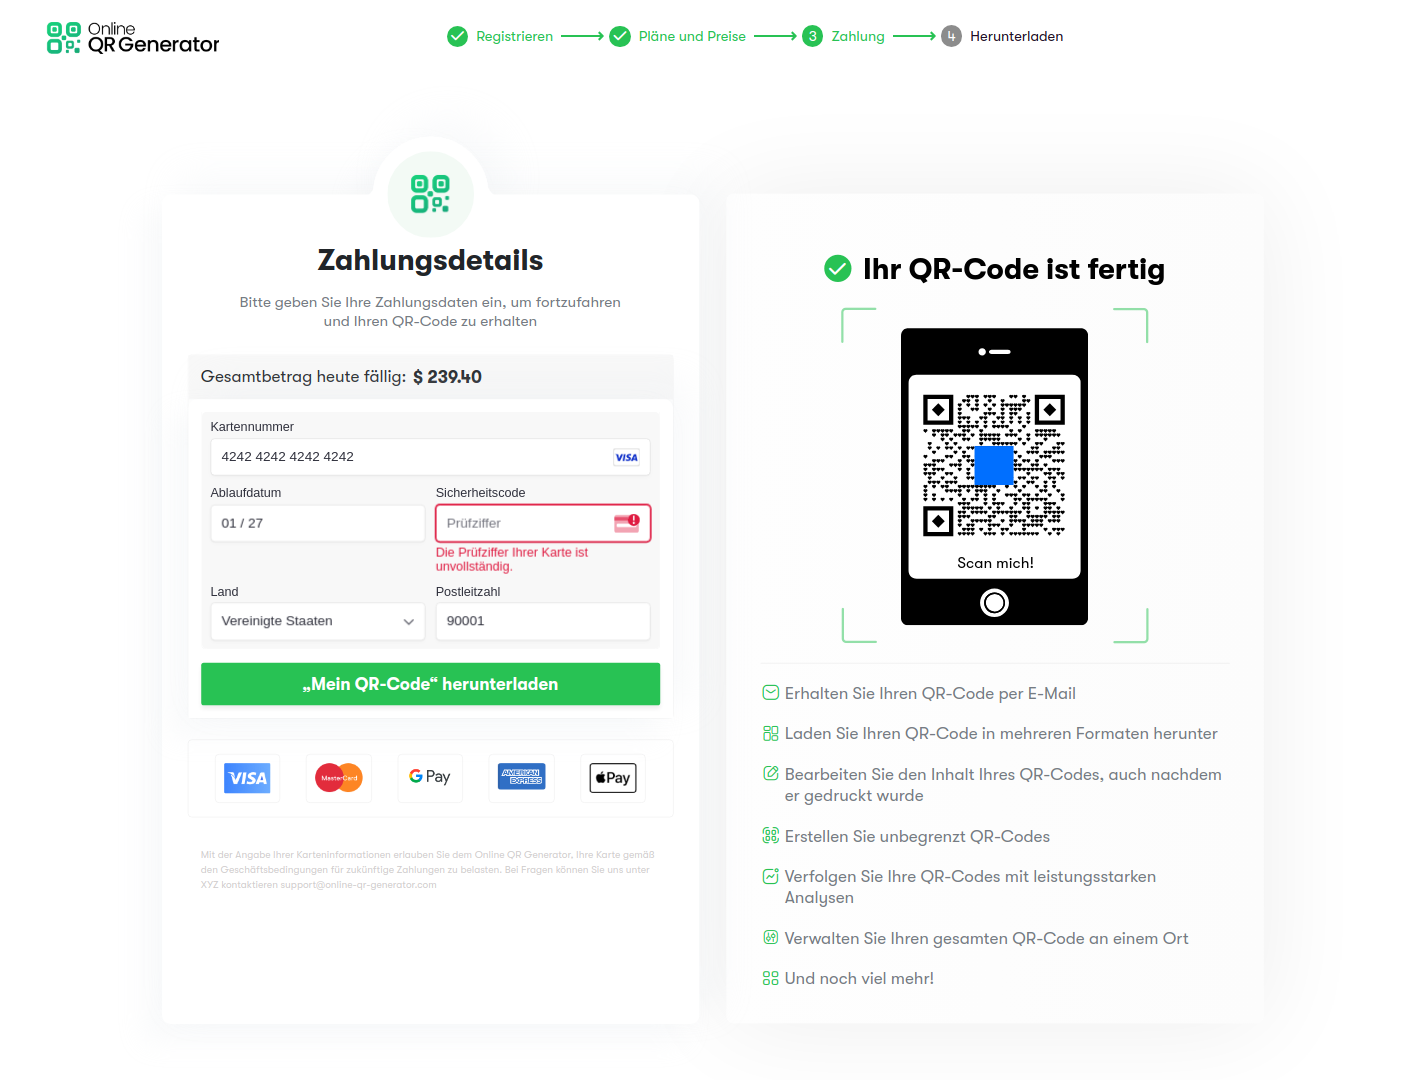 Online
QR Generator
Registrieren
Pläne und Preise
3 Zahlung
4 Herunterladen
Zahlungsdetails
Bitte geben Sie Ihre Zahlungsdaten ein, um fortzufahren
und Ihren QR-Code zu erhalten
Gesamtbetrag heute fällig: $ 239.40
Kartennummer
4242 4242 4242 4242
VISA
Ablaufdatum
Sicherheitscode
01 / 27
Prüfziffer
Die Prüfziffer Ihrer Karte ist
unvollständig.
Land
Postleitzahl
Vereinigte Staaten
90001
„Mein QR-Code“ herunterladen
VISA
MasterCard
G Pay
AMERICAN
EXPRESS
Pay
Mit der Angabe Ihrer Karteninformationen erlauben Sie dem Online QR Generator, Ihre Karte gemäß
den Geschäftsbedingungen für zukünftige Zahlungen zu belasten. Bei Fragen können Sie uns unter
XYZ kontaktieren support@online-qr-generator.com
Ihr QR-Code ist fertig
Scan mich!
Erhalten Sie Ihren QR-Code per E-Mail
Laden Sie Ihren QR-Code in mehreren Formaten herunter
Bearbeiten Sie den Inhalt Ihres QR-Codes, auch nachdem
er gedruckt wurde
Erstellen Sie unbegrenzt QR-Codes
Verfolgen Sie Ihre QR-Codes mit leistungsstarken
Analysen
Verwalten Sie Ihren gesamten QR-Code an einem Ort
Und noch viel mehr!